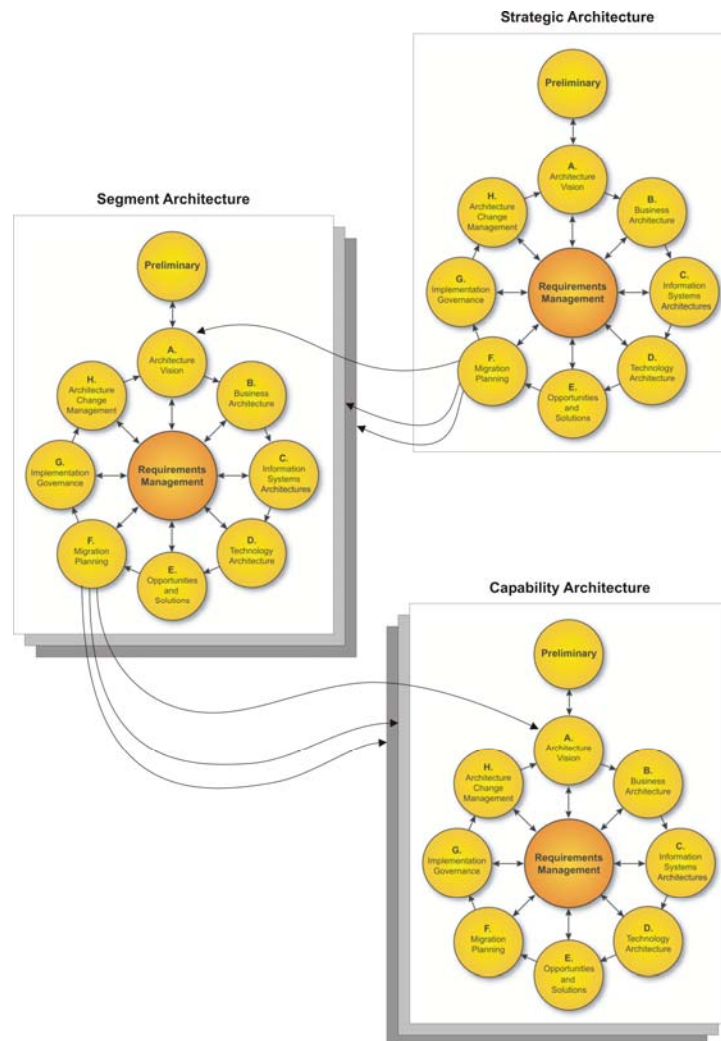 Strategic Architecture
Preliminary
A.
Architecture
Vision
B.
Business
Architecture
C.
Information
Systems
Architectures
D.
Technology
Architecture
E.
Opportunities
and
Solutions
F.
Migration
Planning
G.
Implementation
Governance
H.
Architecture
Change
Management
Requirements
Management
Segment Architecture
Preliminary
A.
Architecture
Vision
B.
Business
Architecture
C.
Information
Systems
Architectures
D.
Technology
Architecture
E.
Opportunities
and
Solutions
F.
Migration
Planning
G.
Implementation
Governance
H.
Architecture
Change
Management
Requirements
Management
Capability Architecture
Preliminary
A.
Architecture
Vision
B.
Business
Architecture
C.
Information
Systems
Architectures
D.
Technology
Architecture
E.
Opportunities
and
Solutions
F.
Migration
Planning
G.
Implementation
Governance
H.
Architecture
Change
Management
Requirements
Management